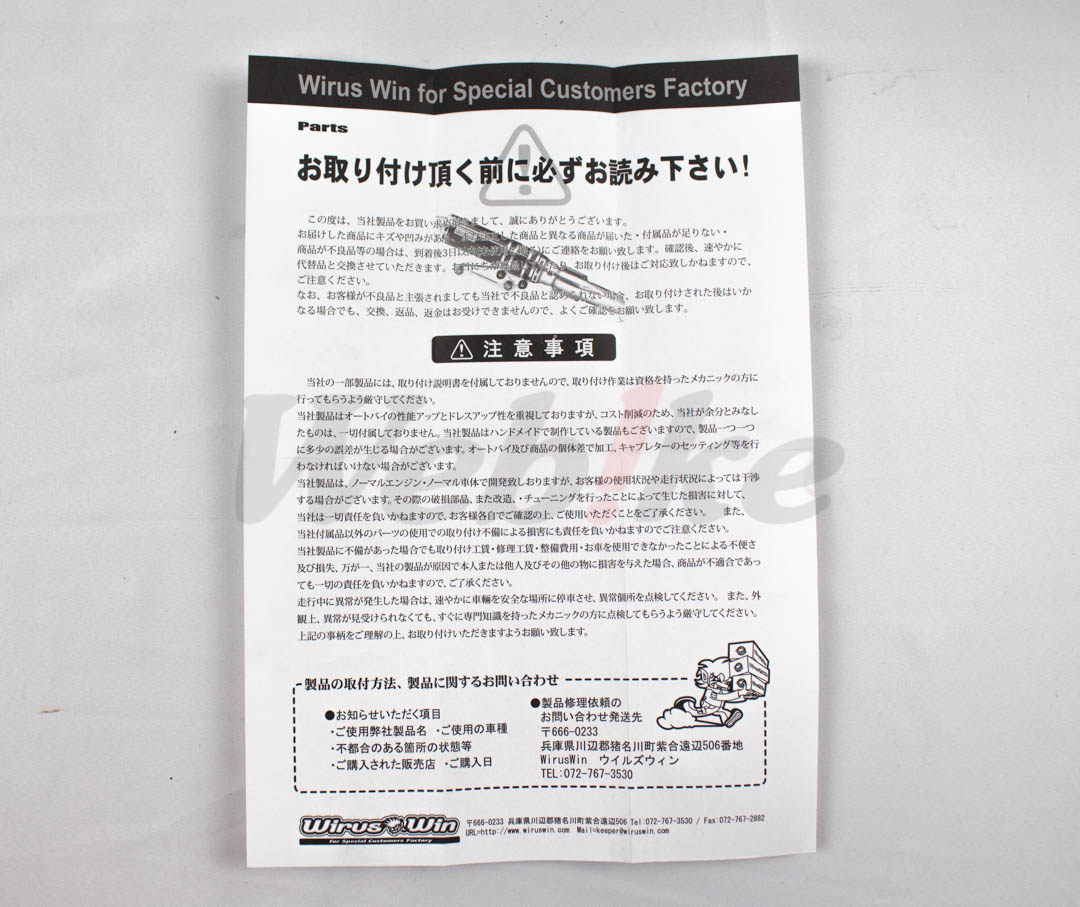 Wirus Win for Special Customers Factory
Parts
お取り付け頂く前に必ずお読み下さい!
この度は、当社製品をお買い求め頂きまして、誠にありがとうございます。
お届けした商品にキズや凹みがある・ご注文した商品と異なる商品が届いた・付属品が足りない・
商品が不良品等の場合は、到着後3日以内にご連絡をお願い致します。確認後、速やかに
代替品と交換させていただきます。お取り付け後はご対応致しかねますので、
ご注意ください。
なお、お客様が不良品と主張されましても当社で不良品と認められない場合、お取り付けされた後はいか
なる場合でも、交換、返品、返金はお受けできませんので、よくご確認をお願い致します。
注意事項
当社の一部製品には、取り付け説明書を付属しておりませんので、取り付け作業は資格を持ったメカニックの方に
行ってもらうよう厳守してください。
当社製品はオートバイの性能アップとドレスアップ性を重視しておりますが、コスト削減のため、当社が余分とみなし
たものは、一切付属しておりません。当社製品はハンドメイドで制作している製品もございますので、製品一つ一つ
に多少の誤差が生じる場合がございます。オートバイ及び商品の個体差で加工、キャブレターのセッティング等を行
わなければいけない場合がございます。
当社製品は、ノーマルエンジン・ノーマル車体で開発致しおりますが、お客様の使用状況や走行状況によっては干渉
する場合がございます。その際の破損部品、また改造、・チューニングを行ったことによって生じた損害に対して、
当社は一切責任を負いかねますので、お客様各自でご確認の上、ご使用いただくことをご了承ください。 また、
当社付属品以外のパーツの使用での取り付け不備による損害にも責任を負いかねますのでご注意ください。
当社製品に不備があった場合でも取り付け工賃・修理工賃・整備費用・お車を使用できなかったことによる不便さ
及び損失、万が一、当社の製品が原因で本人または他人及びその他の物に損害を与えた場合、商品が不適合であっ
ても一切の責任を負いかねますので、ご了承ください。
走行中に異常が発生した場合は、速やかに車輛を安全な場所に停車させ、異常個所を点検してください。 また、外
観上、異常が見受けられなくても、すぐに専門知識を持ったメカニックの方に点検してもらうよう厳守してください。
上記の事柄をご理解の上、お取り付けいただきますようお願い致します。
製品の取付方法、製品に関するお問い合わせ
●お知らせいただく項目
・ご使用弊社製品名 ・ご使用の車種
・不都合のある箇所の状態等
・ご購入された販売店 ・ご購入日
●製品修理依頼の
お問い合わせ発送先
〒666-0233
兵庫県川辺郡猪名川町紫合遠辺506番地
WirusWin ウイルズウィン
TEL:072-767-3530
Wirus Win
for Special Customers Factory
〒666-0233 兵庫県川辺郡猪名川町紫合遠辺506 Tel:072-767-3530 / Fax:072-767-2882
URL=http://www.wiruswin.com Mail=keeper@wiruswin.com
Webike